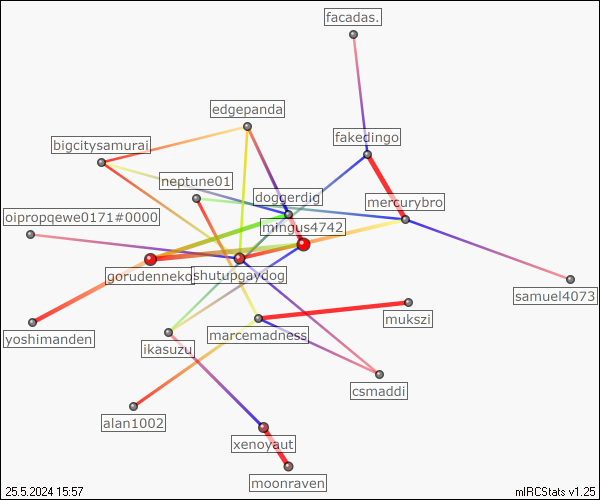 facadas.
edgepanda
fakedingo
bigcitysamurai
neptune01
doggerdig
mercurybro
oipropqewe0171#0000
mingus4742
gorudenneko
shutupgaydog
samuel4073
mukszi
yoshimanden
marcemadness
ikasuzu
csmaddi
alan1002
xenoyaut
moonraven
25.5.2024 15:57
mIRCStats v1.25